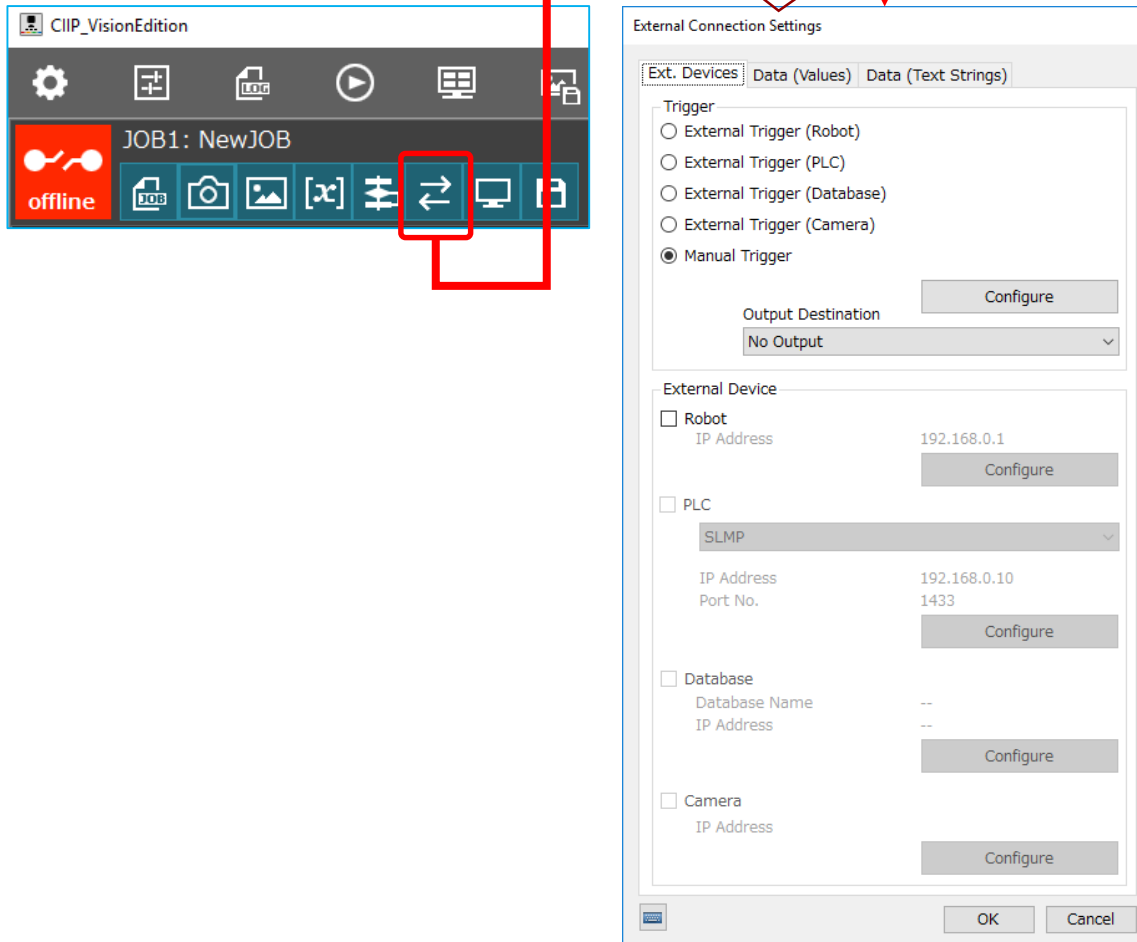 CIIP_VisionEdition
LOG
JOB1: NewJOB
offline
JOB
[x]
External Connection Settings
Ext. Devices
Data (Values)
Data (Text Strings)
Trigger
External Trigger (Robot)
External Trigger (PLC)
External Trigger (Database)
External Trigger (Camera)
Manual Trigger
Configure
Output Destination
No Output
External Device
Robot
IP Address 192.168.0.1
Configure
PLC
SLMP
IP Address 192.168.0.10
Port No. 1433
Configure
Database
Database Name --
IP Address --
Configure
Camera
IP Address
Configure
OK Cancel